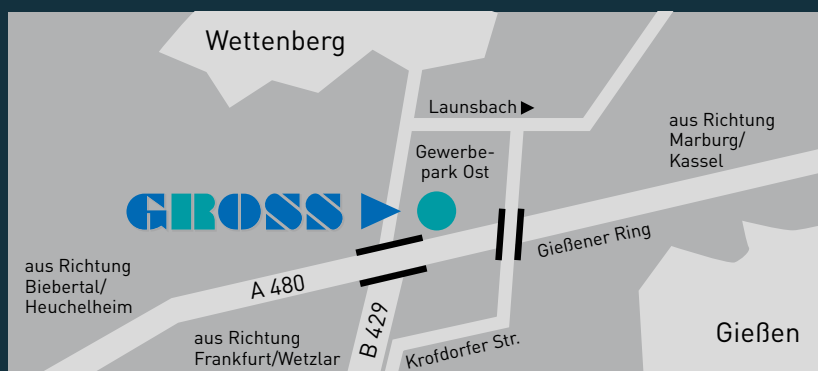 Wettenberg
Launsbach
aus Richtung
Marburg/
Kassel
Gewerbe-
park Ost
GROSS
Gießener Ring
aus Richtung
Biebertal/
Heuchelheim
A 480
B 429
aus Richtung
Frankfurt/Wetzlar
Krofdorfer Str.
Gießen